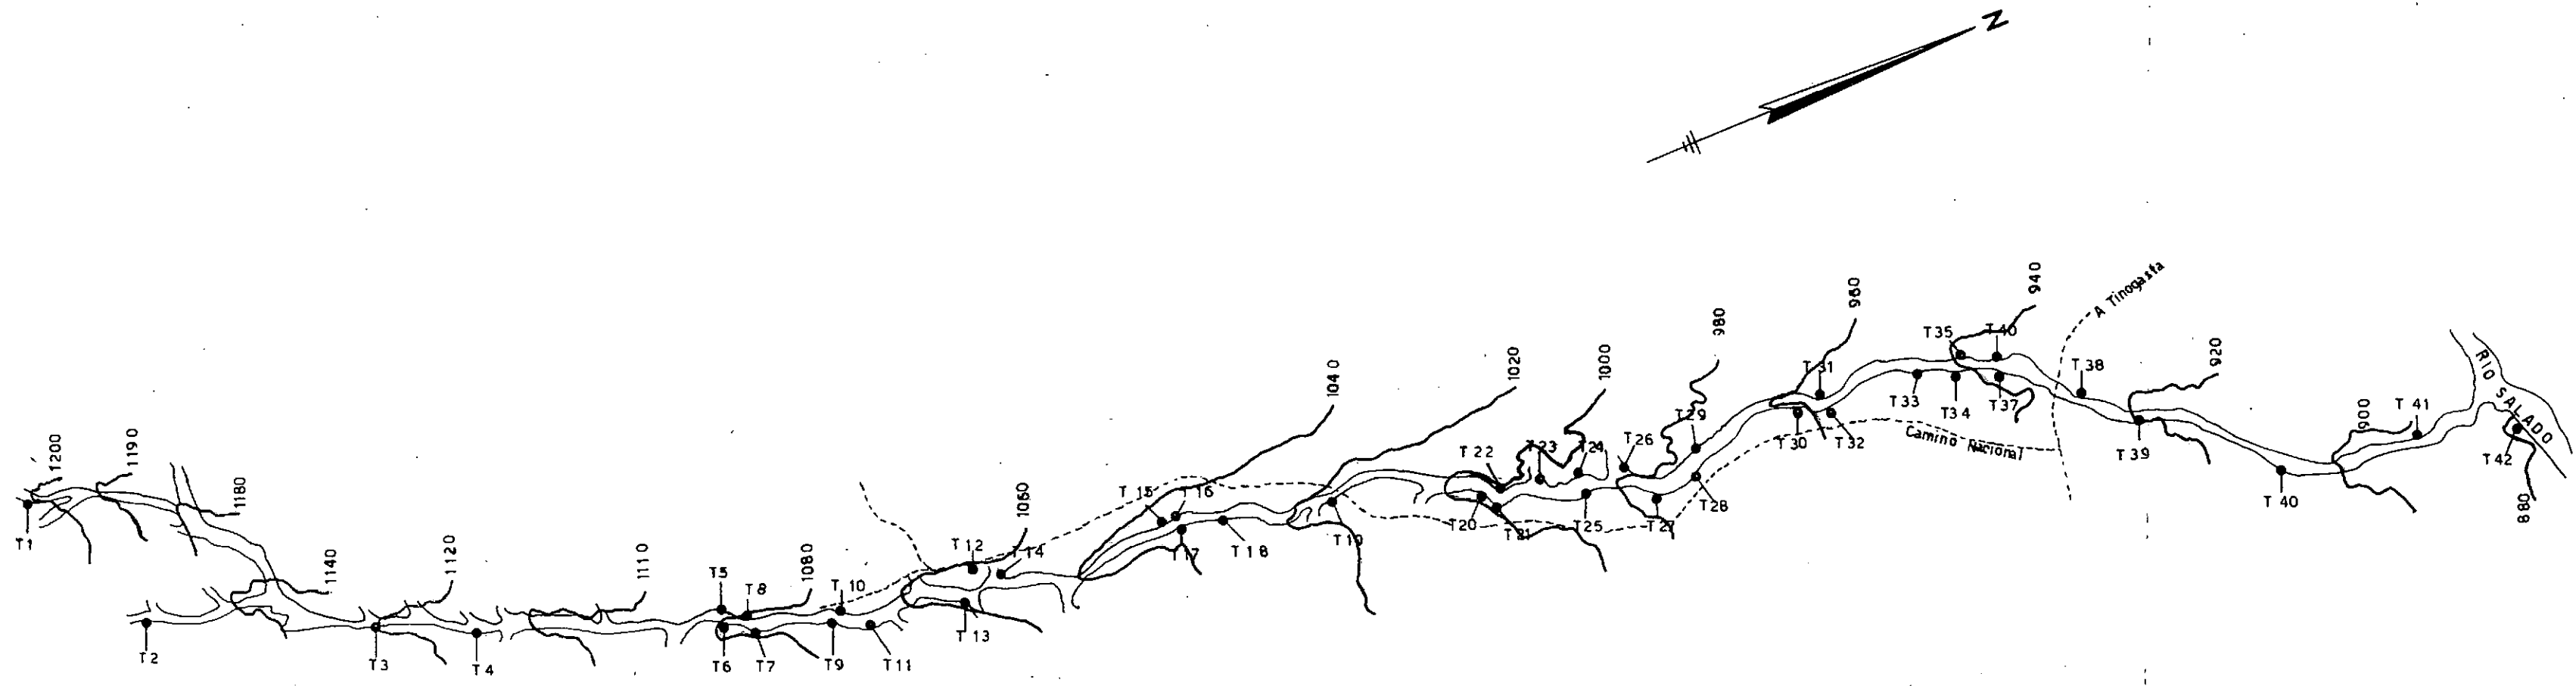 N
1200
1190
1180
1140
1120
1110
1080
1060
1040
1020
1000
980
960
940
920
900
880
A Tinogasta
Camino Nacional
RIO SALADO
T1
T2
T3
T4
T5
T6
T7
T8
T9
T10
T11
T12
T13
T14
T15
T16
T17
T18
T19
T20
T21
T22
T23
T24
T25
T26
T27
T28
T29
T30
T31
T32
T33
T34
T35
T40
T37
T38
T39
T40
T41
T42